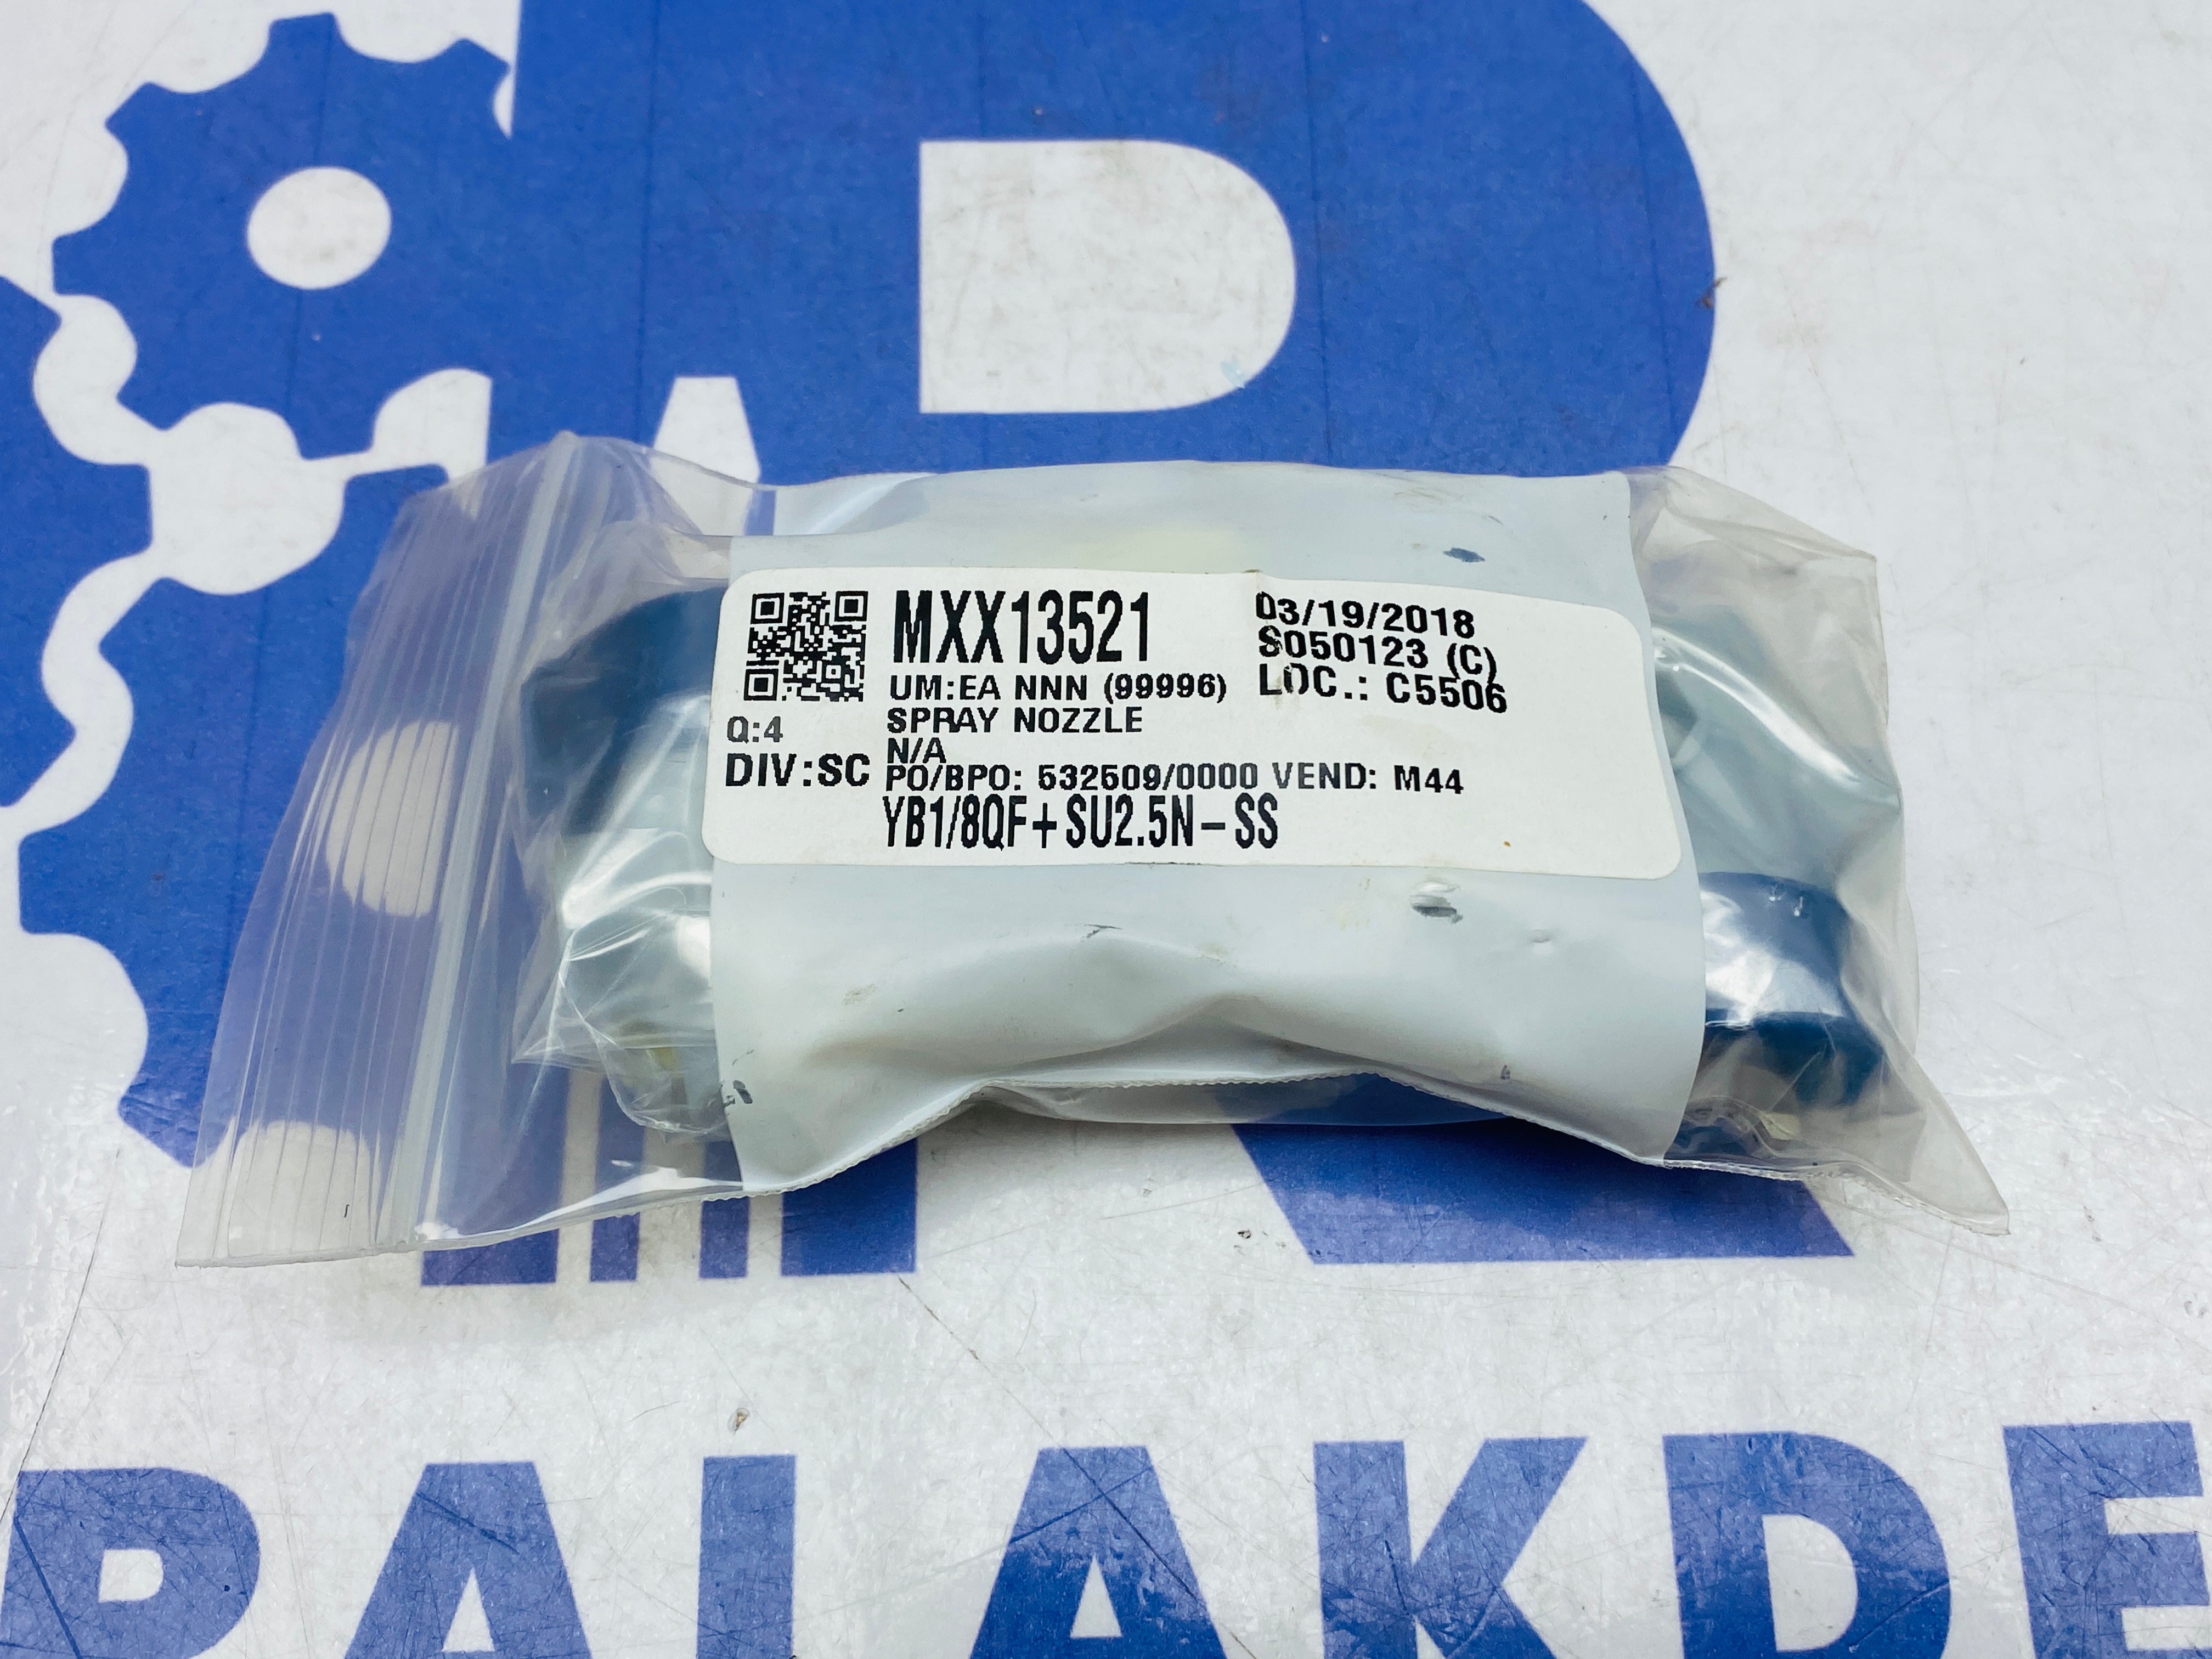 MXX13521
03/19/2018
S050123 (C)
UM:EA NNN (99996)
LOC.: C5506
Q:4
SPRAY NOZZLE
N/A
DIV:SC
PO/BPO: 532509/0000 VEND: M44
YB1/8QF+SU2.5N-SS